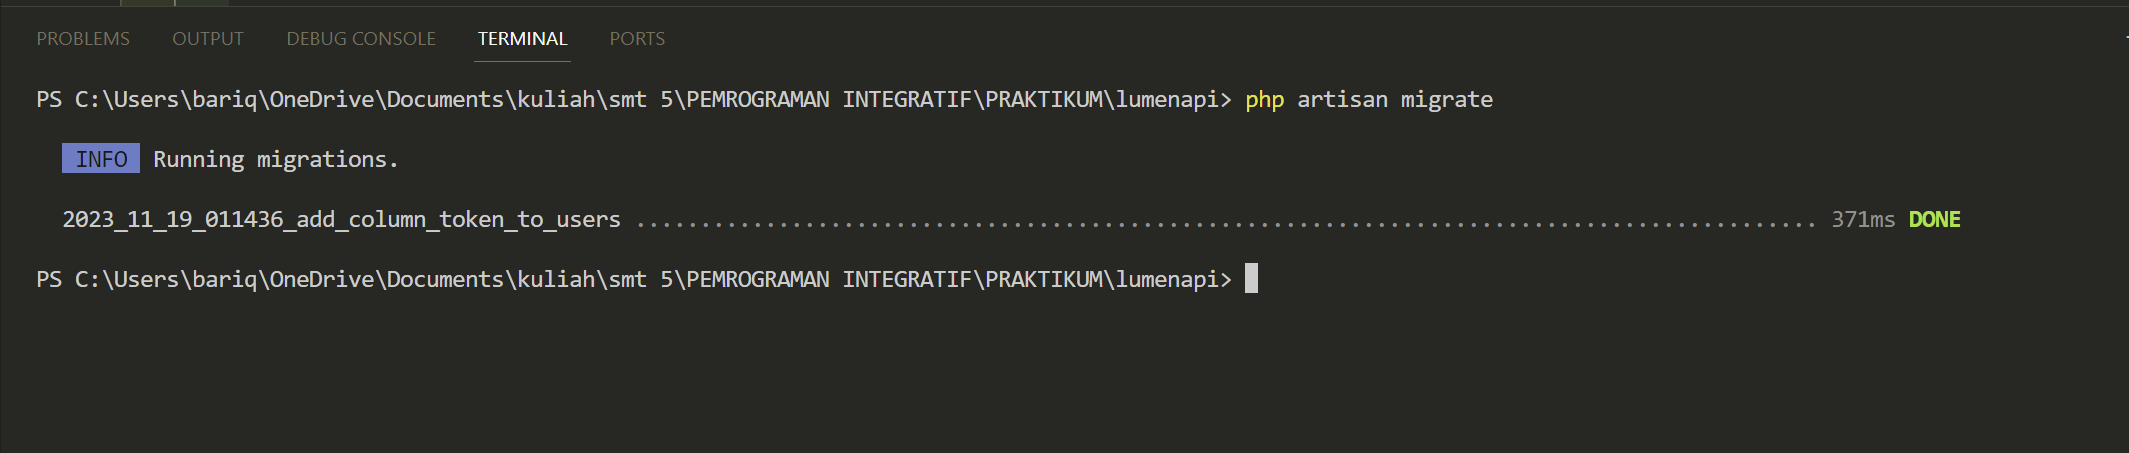 PROBLEMS OUTPUT DEBUG CONSOLE TERMINAL PORTS
PS C:\Users\bariq\OneDrive\Documents\kuliah\smt 5\PEMROGRAMAN INTEGRATIF\PRAKTIKUM\lumenapi> php artisan migrate
INFO Running migrations.
2023_11_19_011436_add_column_token_to_users ........................................................................................... 371ms DONE
PS C:\Users\bariq\OneDrive\Documents\kuliah\smt 5\PEMROGRAMAN INTEGRATIF\PRAKTIKUM\lumenapi>